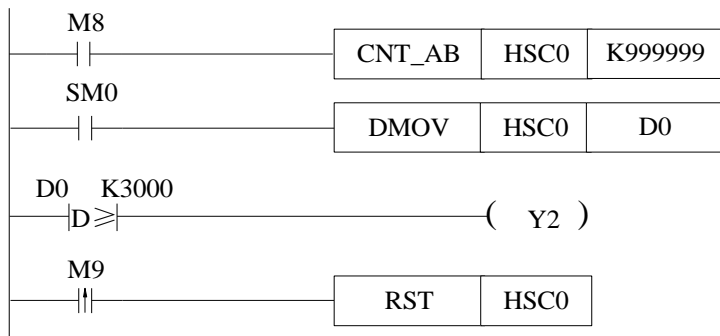 M8
CNT_AB HSC0 K999999
SM0
DMOV HSC0 D0
D0 K3000
D≥ ( Y2 )
M9
RST HSC0